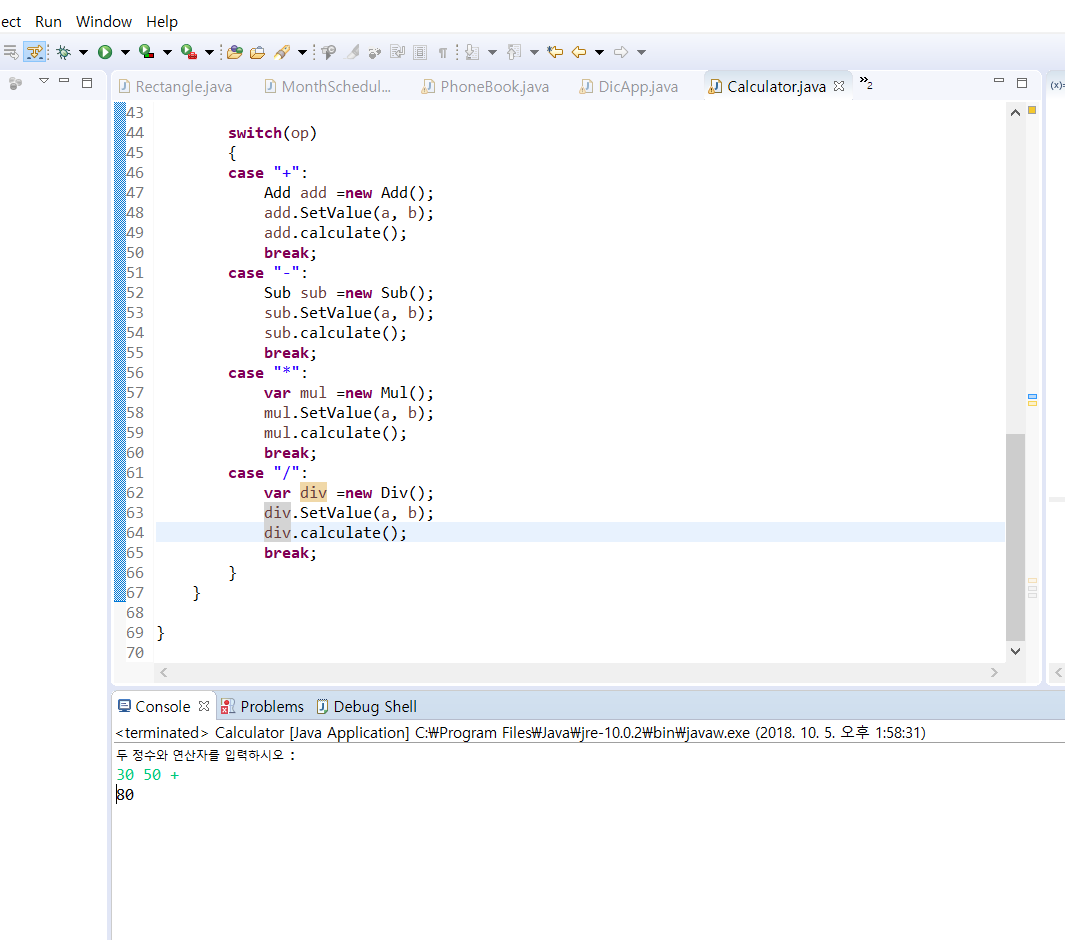 ect Run Window Help
Rectangle.java MonthSchedul... PhoneBook.java DicApp.java Calculator.java »2
(x)=
43
44 switch(op)
45 {
46 case "+":
47 Add add =new Add();
48 add.SetValue(a, b);
49 add.calculate();
50 break;
51 case "-":
52 Sub sub =new Sub();
53 sub.SetValue(a, b);
54 sub.calculate();
55 break;
56 case "*":
57 var mul =new Mul();
58 mul.SetValue(a, b);
59 mul.calculate();
60 break;
61 case "/":
62 var div =new Div();
63 div.SetValue(a, b);
64 div.calculate();
65 break;
66 }
67 }
68
69 }
70
Console Problems Debug Shell
<terminated> Calculator [Java Application] C:₩Program Files₩Java₩jre-10.0.2₩bin₩javaw.exe (2018. 10. 5. 오후 1:58:31)
두 정수와 연산자를 입력하시오 :
30 50 +
80